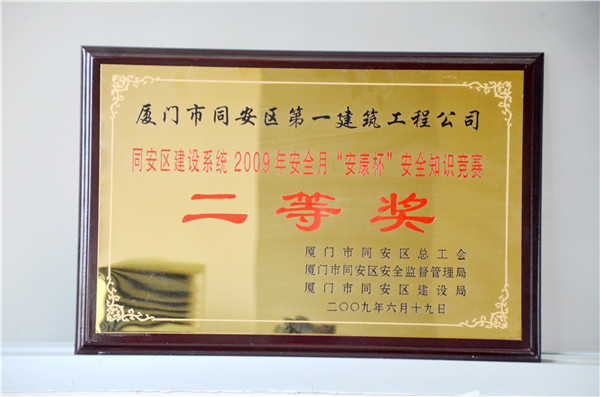 厦门市同安区第一建筑工程公司
同安区建设系统2009年安全月“安康杯”安全知识竞赛
二等奖
厦门市同安区总工会
厦门市同安区安全监督管理局
厦门市同安区建设局
二〇〇九年六月十九日